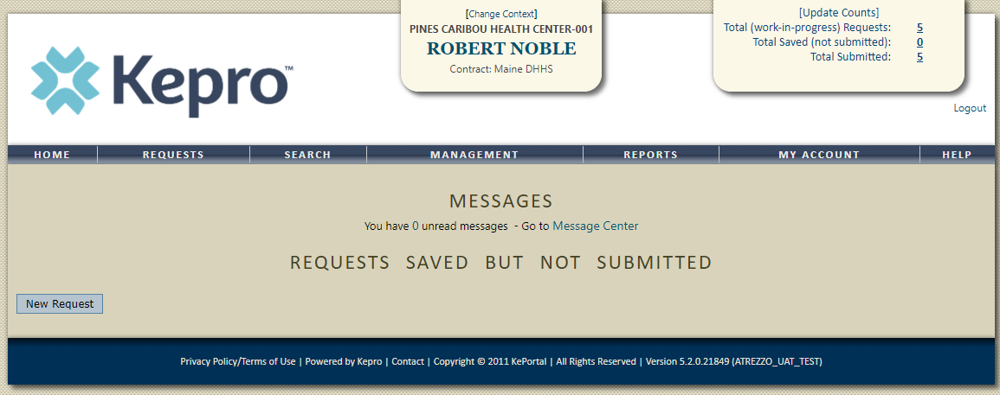 [Change Context]
PINES CARIBOU HEALTH CENTER-001
ROBERT NOBLE
Contract: Maine DHHS
[Update Counts]
Total (work-in-progress) Requests: 5
Total Saved (not submitted): 0
Total Submitted: 5
Kepro™
Logout
HOME REQUESTS SEARCH MANAGEMENT REPORTS MY ACCOUNT HELP
MESSAGES
You have 0 unread messages - Go to Message Center
REQUESTS SAVED BUT NOT SUBMITTED
New Request
Privacy Policy/Terms of Use | Powered by Kepro | Contact | Copyright © 2011 KePortal | All Rights Reserved | Version 5.2.0.21849 (ATREZZO_UAT_TEST)